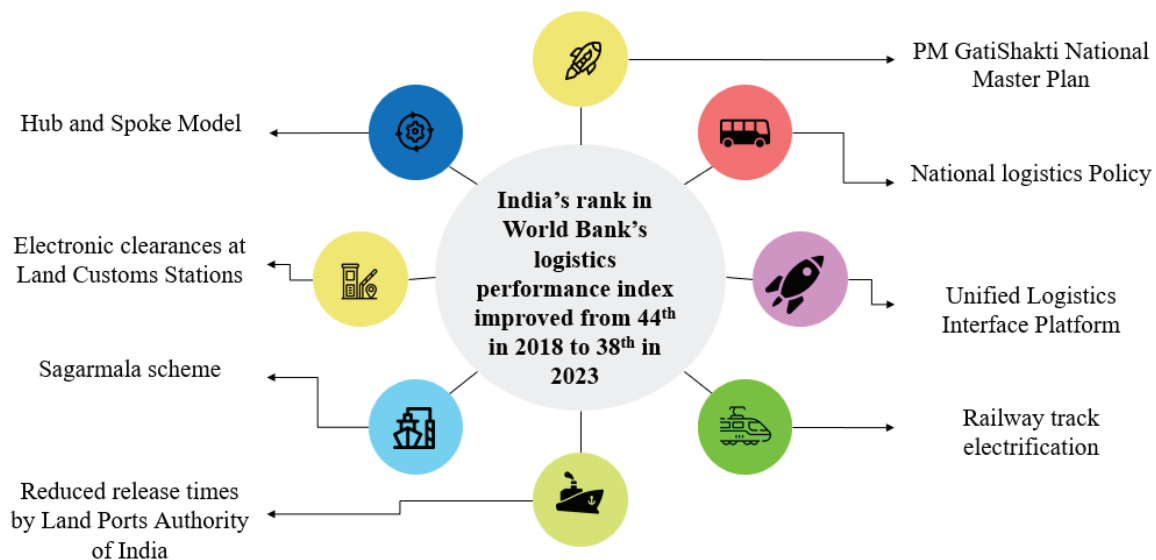 PM GatiShakti National
Master Plan
Hub and Spoke Model
National logistics Policy
India’s rank in
World Bank’s
logistics
performance index
improved from 44th
in 2018 to 38th in
2023
Electronic clearances at
Land Customs Stations
Unified Logistics
Interface Platform
Sagarmala scheme
Railway track
electrification
Reduced release times
by Land Ports Authority
of India